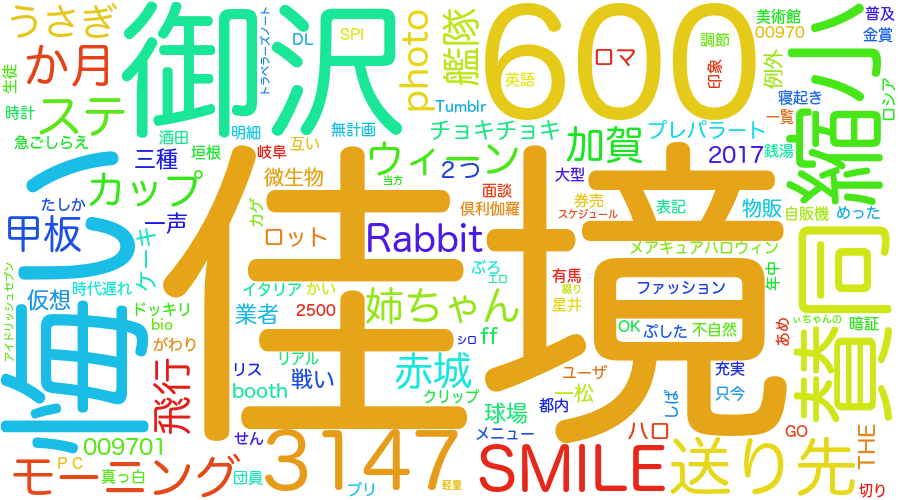 うさぎ
御沢
DL
トラベラーズノート
SPI
photo
艦隊
600
ロマ
印象
調節
美術館
00970
普及
金賞
例外
縮小
ロシア
生徒
か月
時計
ステ
急ごしらえ
酒田
明細
無計画
垣根
互い
英語
Tumblr
チョキチョキ
プレパラート
寝起き
一覧
三種
岐阜
ウィーン
加賀
2つ
2017
銭湯
悔しい
カップ
微生物
当方
面談
大型
たしか
一声
カゲ
佳境
倶利伽羅
券売
スケジュール
表記
物販
自販機
めった
甲板
ケーキ
ロット
Rabbit
メアキュアハロウィン
賛同
アイドリッシュセブン
仮想
時代遅れ
イタリア
かい
ぶろ
エロ
有馬
綴り
年中
ファッション
ドッキリ
bio
業者
2500
姉ちゃん
星井
ぃちゃんの
がわり
シロ
ff
OK
ぷした
不自然
あめ
暗証
リス
リアル
赤城
ユーザ
充実
飛行
booth
戦い
クリップ
一松
しば
只今
球場
都内
009701
せん
3147
メニュー
ハロ
GO
THE
モーニング
PC
真っ白
団員
プリ
軽量
SMILE
送り先
切り